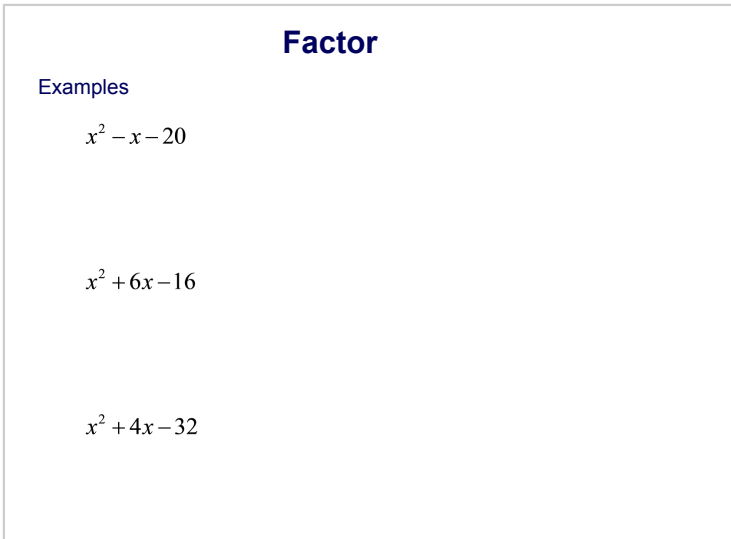 Factor
Examples
x² – x – 20
x² + 6x – 16
x² + 4x – 32